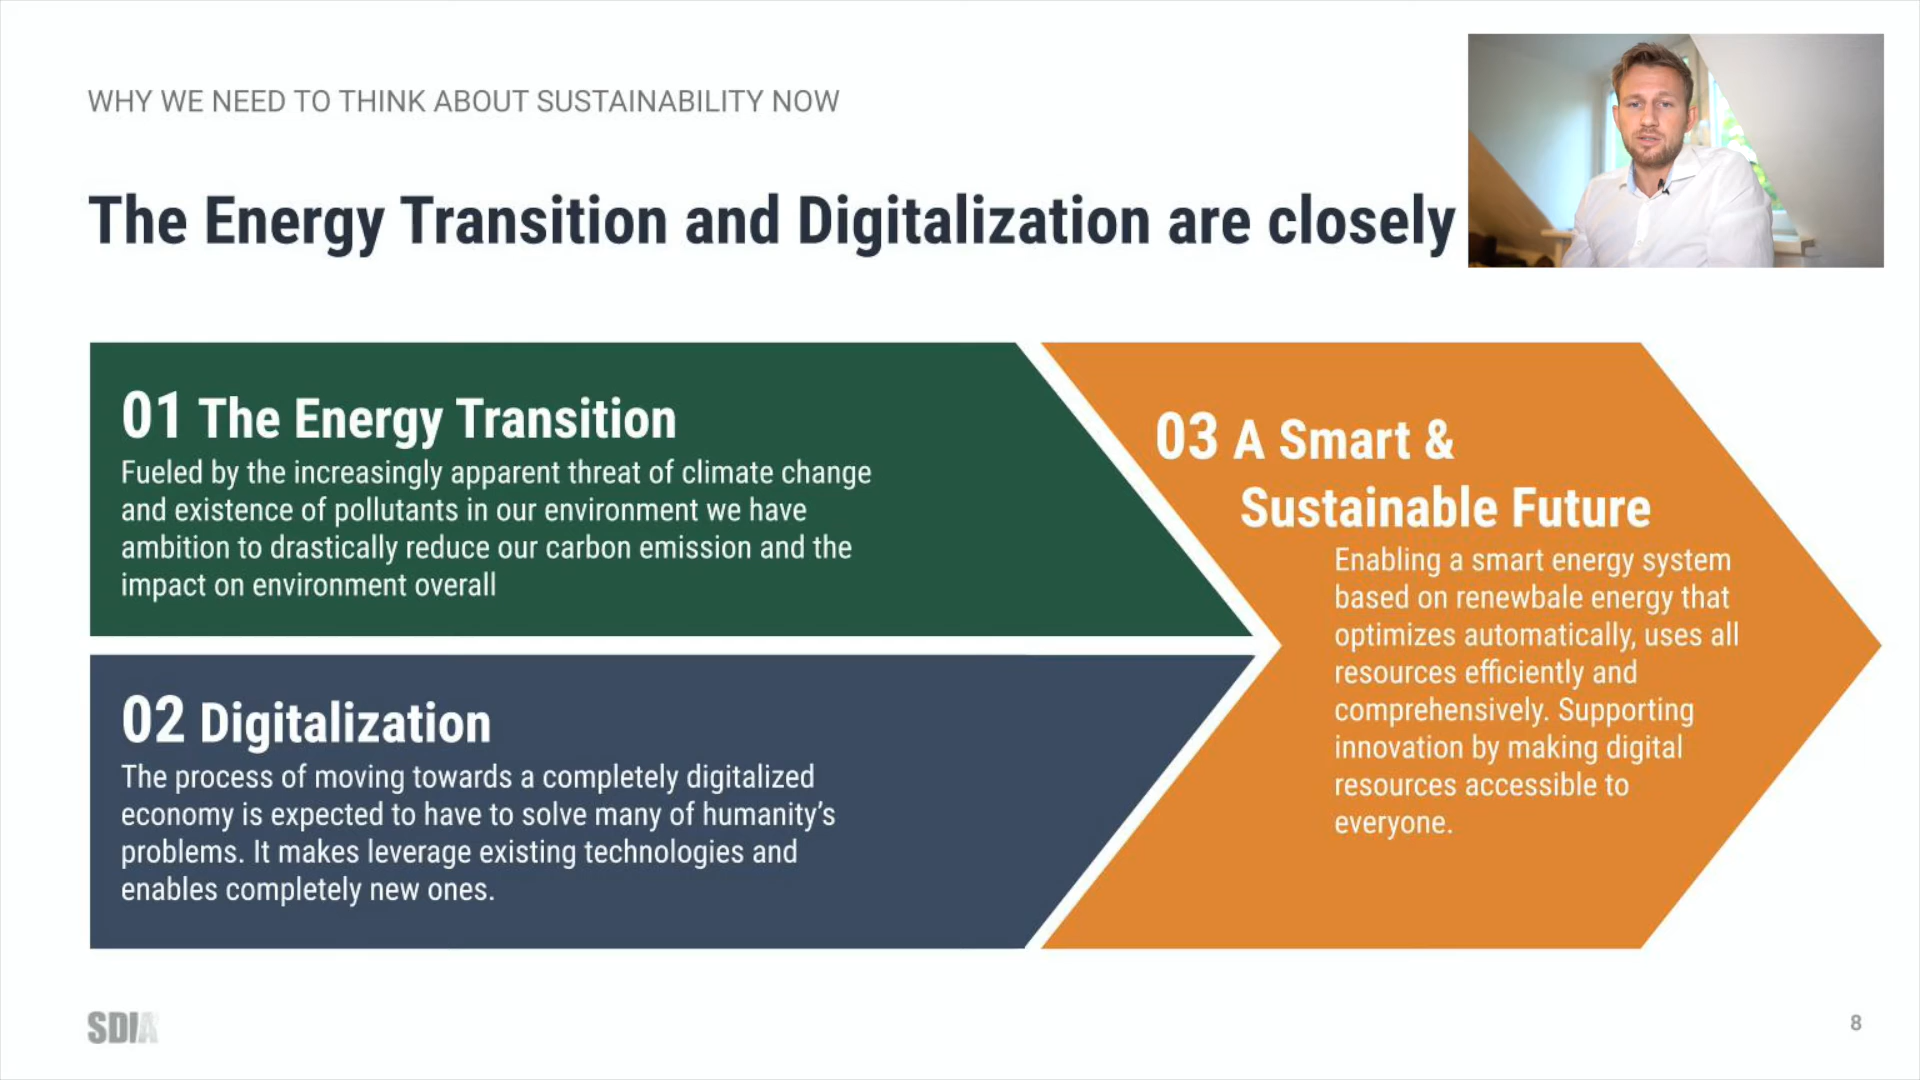 WHY WE NEED TO THINK ABOUT SUSTAINABILITY NOW
The Energy Transition and Digitalization are closely
01 The Energy Transition
Fueled by the increasingly apparent threat of climate change
and existence of pollutants in our environment we have
ambition to drastically reduce our carbon emission and the
impact on environment overall
02 Digitalization
The process of moving towards a completely digitalized
economy is expected to have to solve many of humanity’s
problems. It makes leverage existing technologies and
enables completely new ones.
03 A Smart &
Sustainable Future
Enabling a smart energy system
based on renewbale energy that
optimizes automatically, uses all
resources efficiently and
comprehensively. Supporting
innovation by making digital
resources accessible to
everyone.
SDIA
8